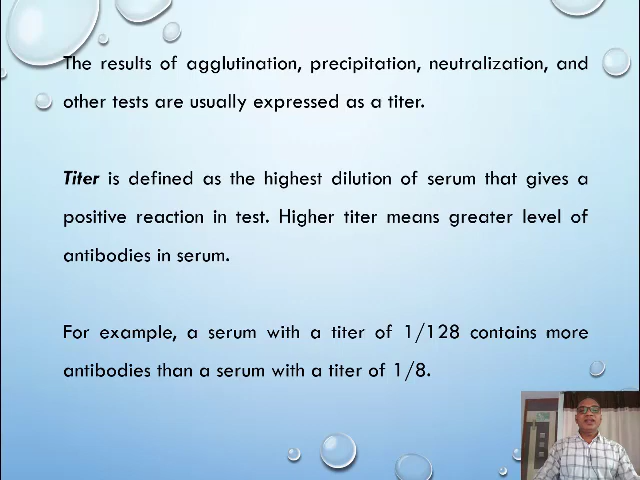 The results of agglutination, precipitation, neutralization, and
other tests are usually expressed as a titer.
Titer is defined as the highest dilution of serum that gives a
positive reaction in test. Higher titer means greater level of
antibodies in serum.
For example, a serum with a titer of 1/128 contains more
antibodies than a serum with a titer of 1/8.